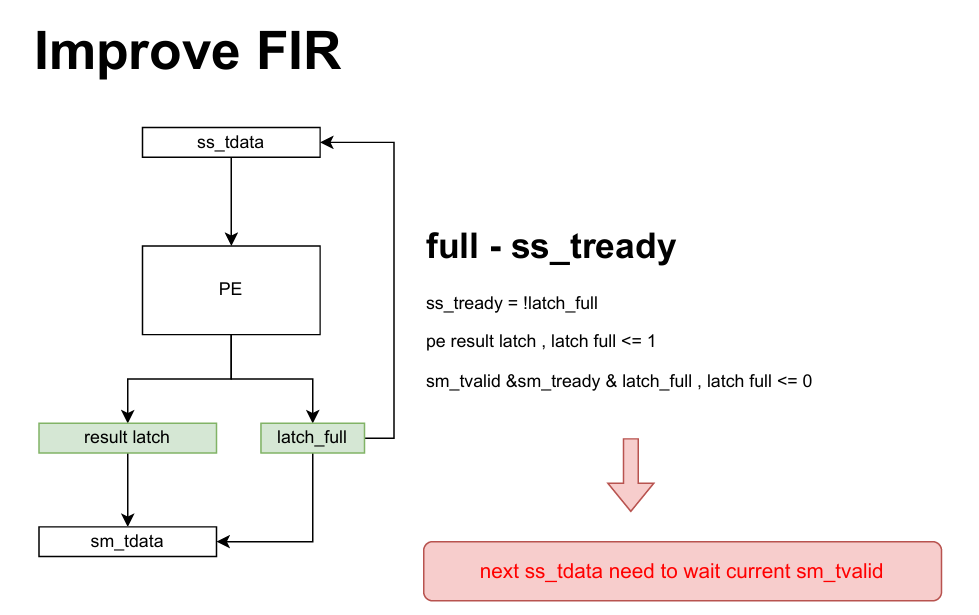 Improve FIR
ss_tdata
PE
result latch
latch_full
sm_tdata
full - ss_tready
ss_tready = !latch_full
pe result latch , latch full <= 1
sm_tvalid &sm_tready & latch_full , latch full <= 0
next ss_tdata need to wait current sm_tvalid